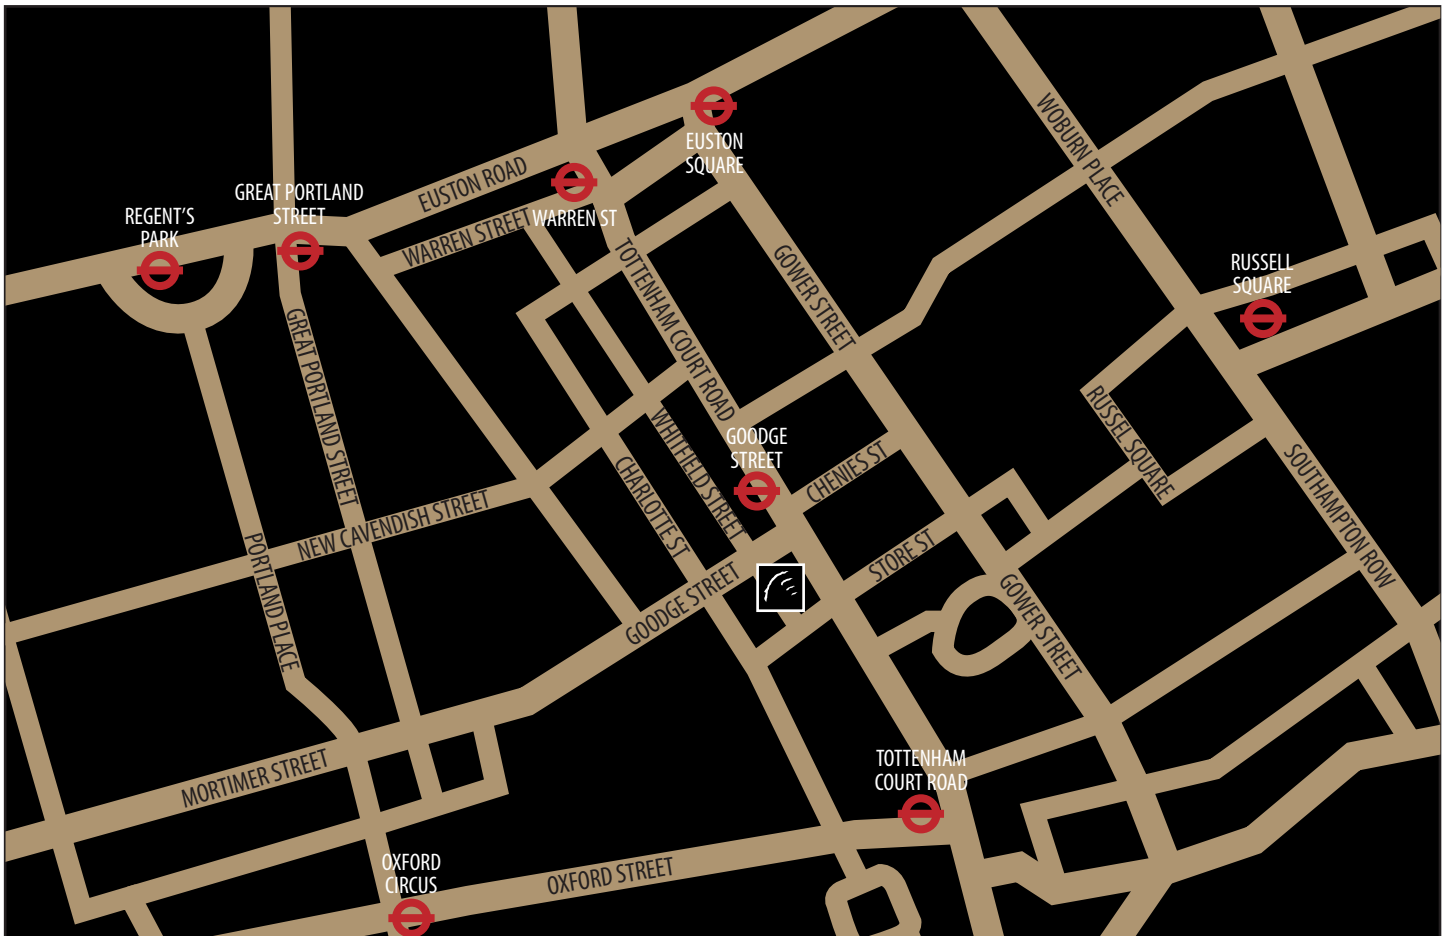 WOBURN PLACE
EUSTON
SQUARE
EUSTON ROAD
GREAT PORTLAND
STREET
REGENT'S
PARK
WARREN STREET
WARREN ST
TOTTENHAM COURT ROAD
GOWER STREET
RUSSELL
SQUARE
GREAT PORTLAND STREET
RUSSEL SQUARE
WHITFIELD STREET
GOODGE
STREET
CHENIES ST
CHARLOTTE ST
SOUTHAMPTON ROW
NEW CAVENDISH STREET
PORTLAND PLACE
STORE ST
GOODGE STREET
GOWER STREET
MORTIMER STREET
TOTTENHAM
COURT ROAD
OXFORD
CIRCUS
OXFORD STREET